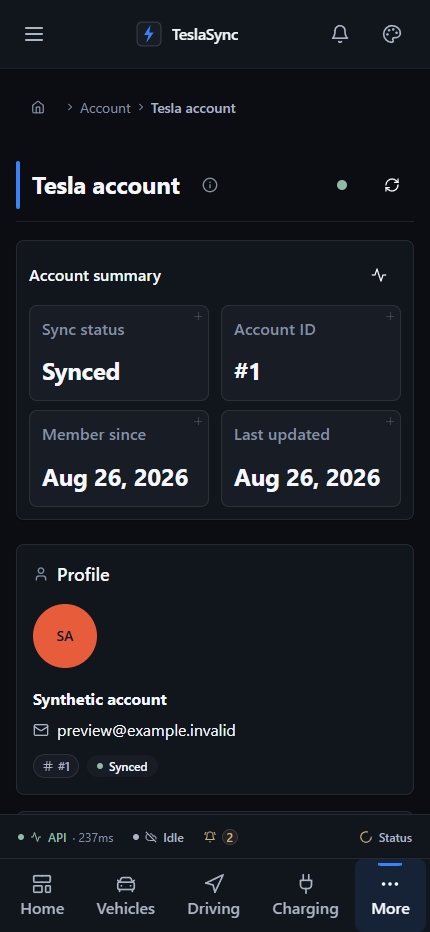 TeslaSync
Account Tesla account
Tesla account
Account summary
Sync status
Synced
Account ID
#1
Member since
Aug 26, 2026
Last updated
Aug 26, 2026
Profile
SA
Synthetic account
preview@example.invalid
#1
Synced
API · 237ms
Idle
2
Status
Home
Vehicles
Driving
Charging
More